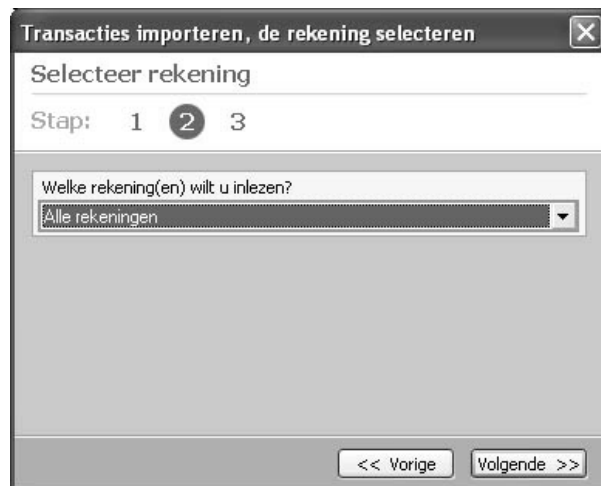 Transacties importeren, de rekening selecteren
Selecteer rekening
Stap: 1 2 3
Welke rekening(en) wilt u inlezen?
Alle rekeningen
<< Vorige Volgende >>